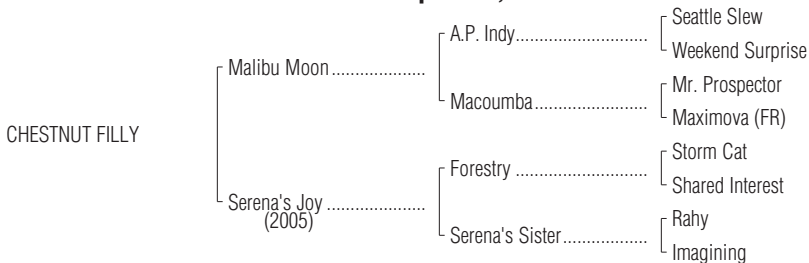 Seattle Slew
A.P. Indy
Weekend Surprise
Malibu Moon
Mr. Prospector
Macoumba
Maximova (FR)
CHESTNUT FILLY
Storm Cat
Forestry
Shared Interest
Serena's Joy
(2005)
Rahy
Serena's Sister
Imagining